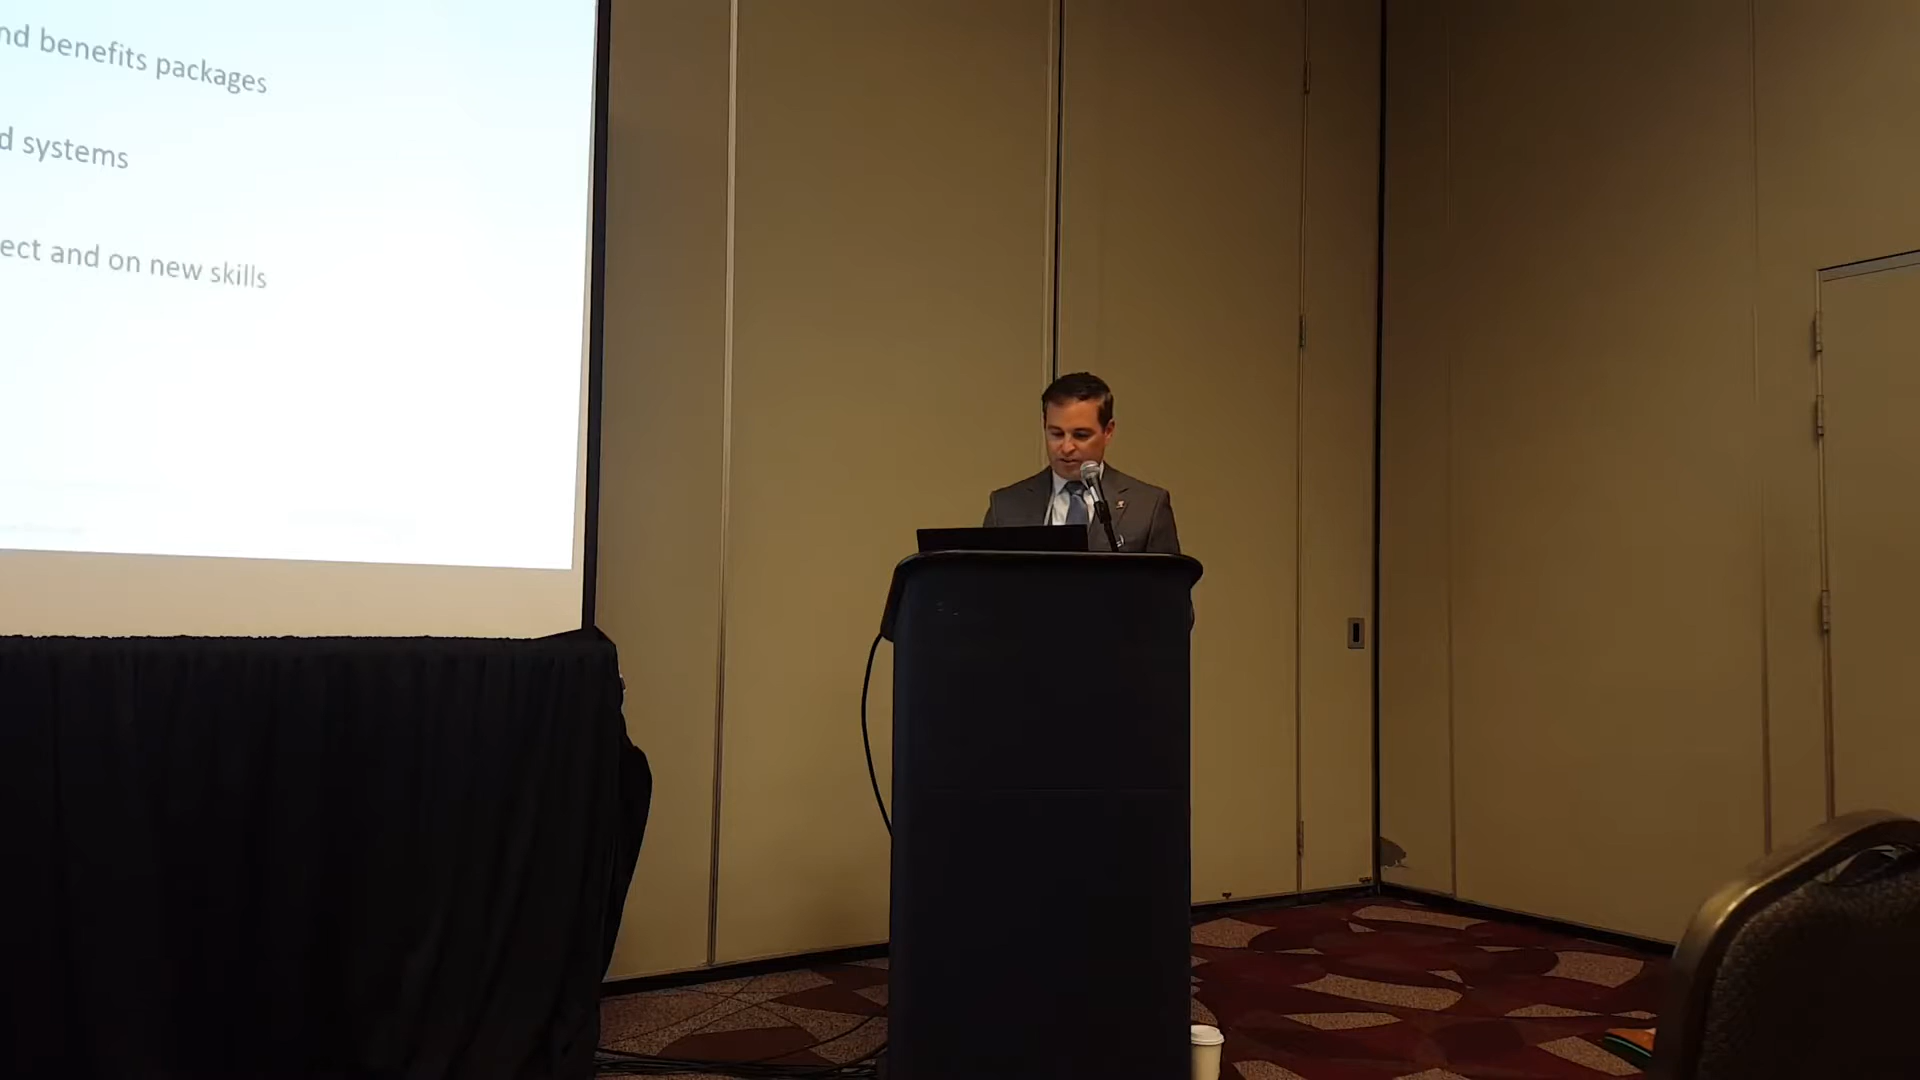 nd benefits packages
d systems
ect and on new skills